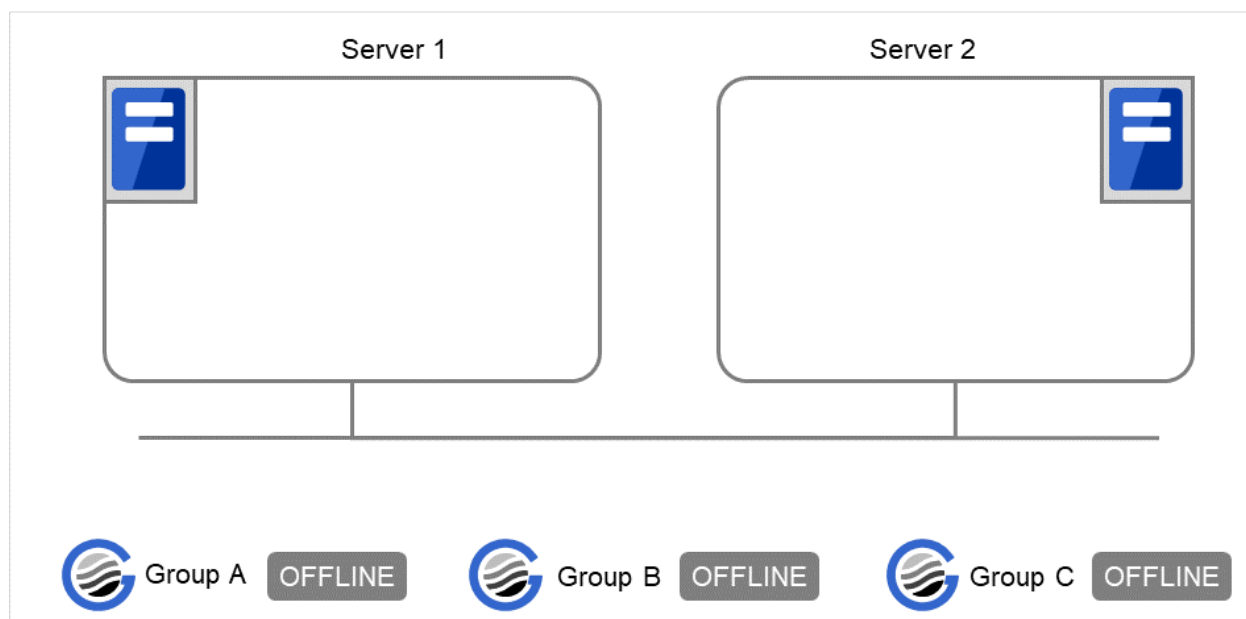 Server 1
Server 2
Group A OFFLINE
Group B OFFLINE
Group C OFFLINE